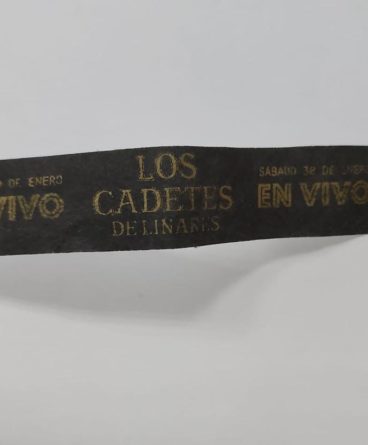 DE ENERO
VIVO
LOS
CADETES
DE LINARES
SABADO DE ENERO
EN VIVO